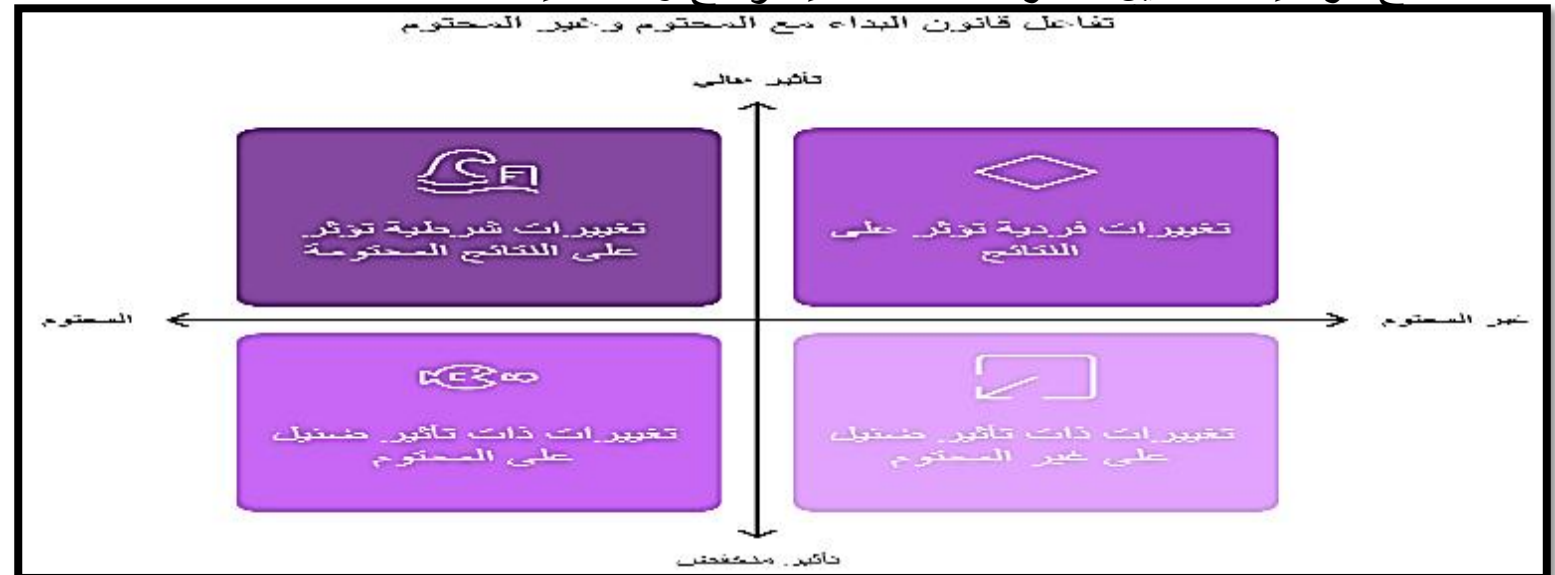 تفاعل قانون البداء مع المحتوم وغير المحتوم
تأثير عالي
تغييرات فردية تؤثر على
النتائج
تغييرات شرطية تؤثر
على النتائج المحتومة
غير المحتوم
المحتوم
تغييرات ذات تأثير ضئيل
على غير المحتوم
تغييرات ذات تأثير ضئيل
على المحتوم
تأثير منخفض